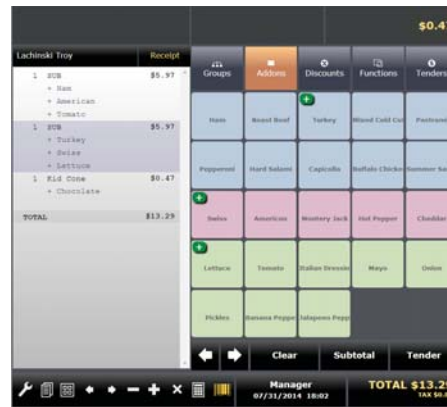 $0.47
Lachinski Troy Receipt
1 SUB $5.97
+ Ham
+ American
+ Tomato
1 SUB $5.97
+ Turkey
+ Swiss
+ Lettuce
1 Kid Cone $0.47
+ Chocolate
TOTAL $13.29
Groups Addons Discounts Functions Tenders
Ham Roast Beef Turkey Mixed Cold Cut Pastrami
Pepperoni Hard Salami Capicolla Buffalo Chicken Summer Sa
Swiss American Montery Jack Hot Pepper Cheddar
Lettuce Tomato Italian Dressin Mayo Onion
Pickles Banana Peppe Jalapeno Pepp
Clear Subtotal Tender
Manager
07/31/2014 18:02
TOTAL $13.29